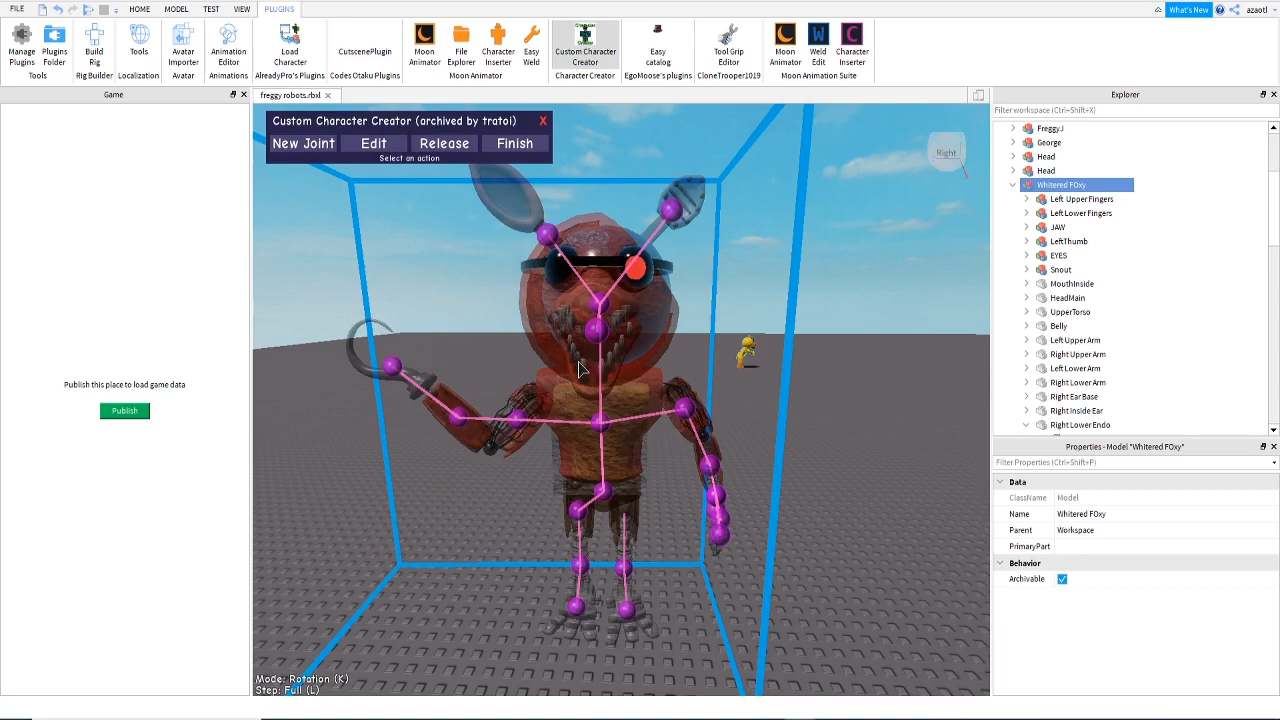 FILE HOME MODEL TEST VIEW PLUGINS What's New azaotl
Manage Plugins
Plugins Folder
Tools
Build Rig
Rig Builder
Tools
Localization
Avatar Importer
Avatar
Animation Editor
Animations
Load Character
AlreadyPro's Plugins
CutscenePlugin
Codes Otaku Plugins
Moon Animator
File Explorer
Character Inserter
Easy Weld
Moon Animator
Custom Character Creator
Character Creator
Easy catalog
EgoMoose's plugins
Tool Grip Editor
CloneTrooper1019
Moon Animator
Weld Edit
Character Inserter
Moon Animation Suite
Game
Publish this place to load game data
Publish
freggy robots.rbxl
Custom Character Creator (archived by tratoi) X
New Joint Edit Release Finish
Select an action
Right
Mode: Rotation (K)
Step: Full (L)
Explorer
Filter workspace (Ctrl+Shift+X)
FreggyJ
George
Head
Head
Whitered FOxy
Left Upper Fingers
Left Lower Fingers
JAW
LeftThumb
EYES
Snout
MouthInside
HeadMain
UpperTorso
Belly
Left Upper Arm
Right Upper Arm
Left Lower Arm
Right Lower Arm
Right Ear Base
Right Inside Ear
Right Lower Endo
Properties - Model "Whitered FOxy"
Filter Properties (Ctrl+Shift+P)
Data
ClassName Model
Name Whitered FOxy
Parent Workspace
PrimaryPart
Behavior
Archivable